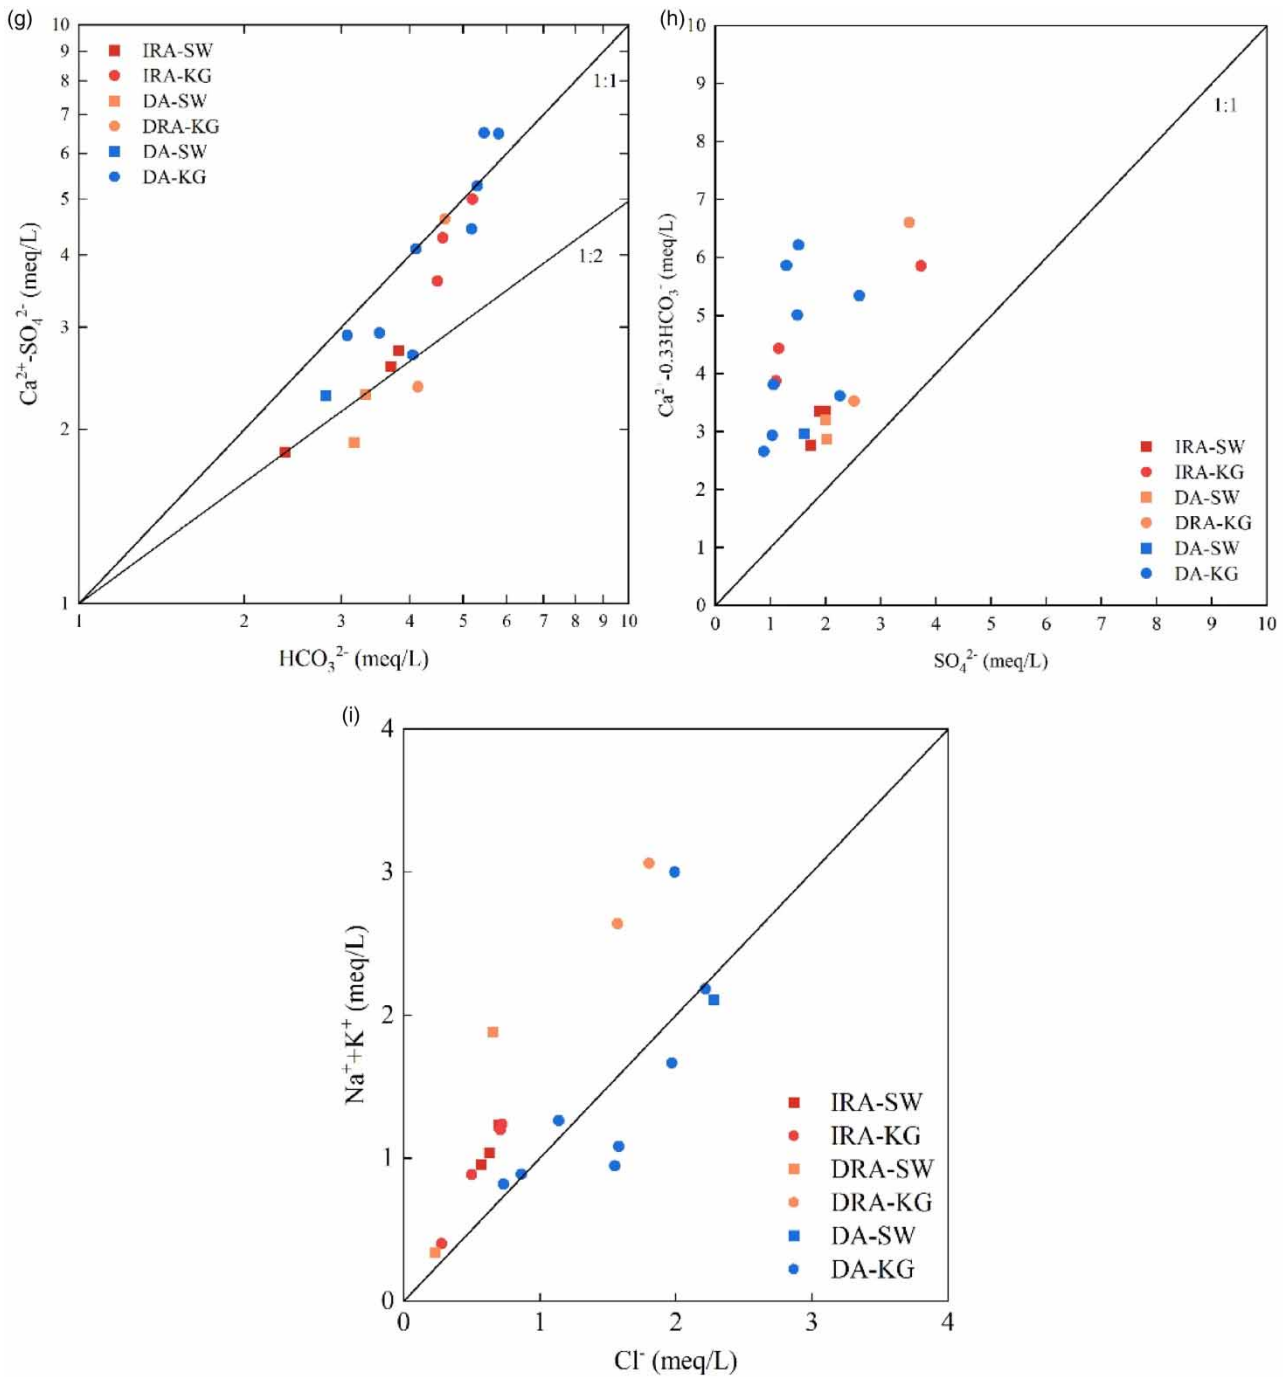 (g)
10
9
8
7
6
5
4
3
2
1
IRA-SW
IRA-KG
DA-SW
DRA-KG
DA-SW
DA-KG
1:1
1:2
Ca²⁺-SO₄²⁻ (meq/L)
1 2 3 4 5 6 7 8 9 10
HCO₃²⁻ (meq/L)
(h)
10
9
8
7
6
5
4
3
2
1
0
1:1
IRA-SW
IRA-KG
DA-SW
DRA-KG
DA-SW
DA-KG
Ca²⁻-0.33HCO₃⁻ (meq/L)
0 1 2 3 4 5 6 7 8 9 10
SO₄²⁻ (meq/L)
(i)
4
3
2
1
0
Na⁺+K⁺ (meq/L)
IRA-SW
IRA-KG
DRA-SW
DRA-KG
DA-SW
DA-KG
0 1 2 3 4
Cl⁻ (meq/L)